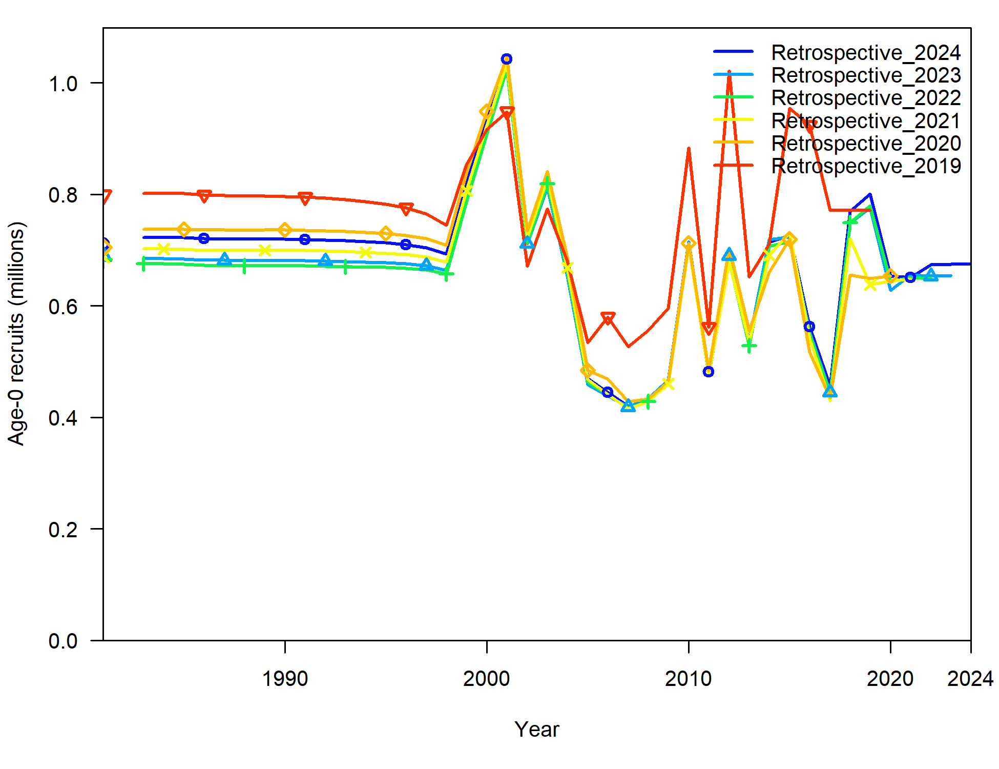 Age-0 recruits (millions)
1.0
0.8
0.6
0.4
0.2
0.0
Retrospective_2024
Retrospective_2023
Retrospective_2022
Retrospective_2021
Retrospective_2020
Retrospective_2019
1990 2000 2010 2020 2024
Year